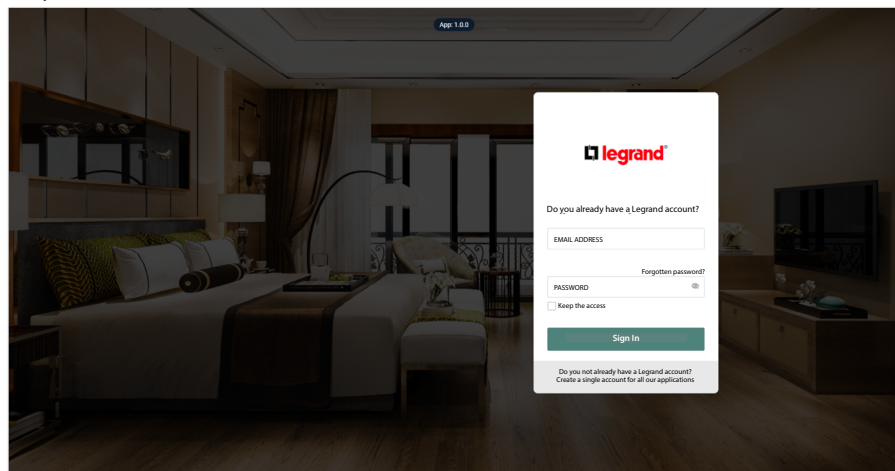 App: 1.0.0
legrand®
Do you already have a Legrand account?
EMAIL ADDRESS
Forgotten password?
PASSWORD
Keep the access
Sign In
Do you not already have a Legrand account?
Create a single account for all our applications